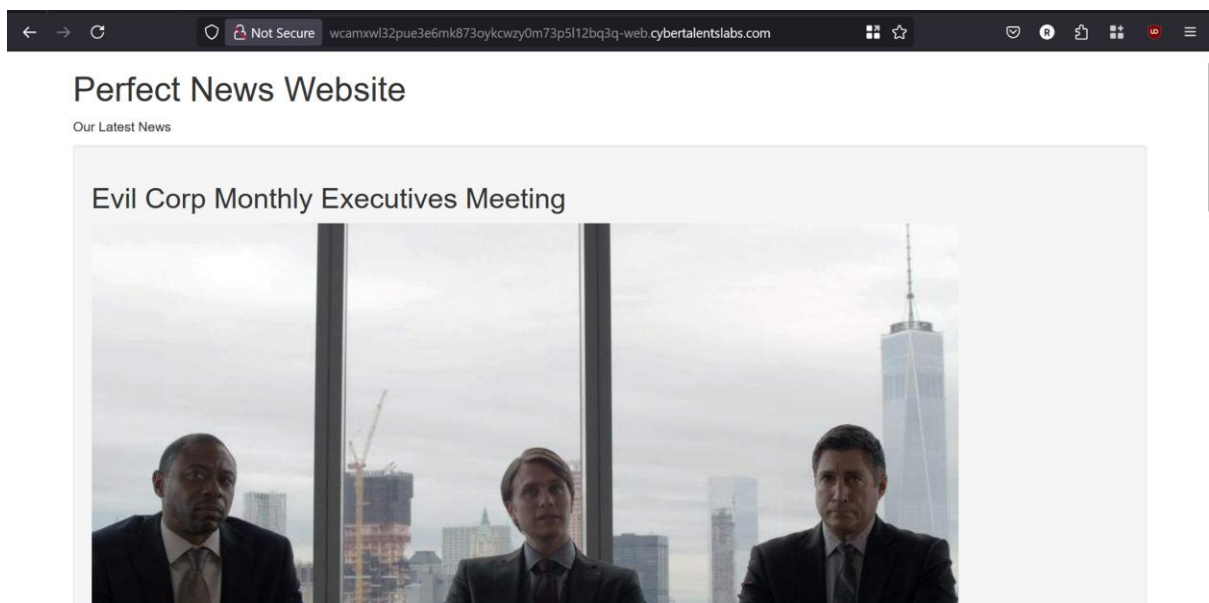 Not Secure wcamxwl32pue3e6mk873oykcwzy0m73p5l12bq3q-web.cybertalentslabs.com
Perfect News Website
Our Latest News
Evil Corp Monthly Executives Meeting